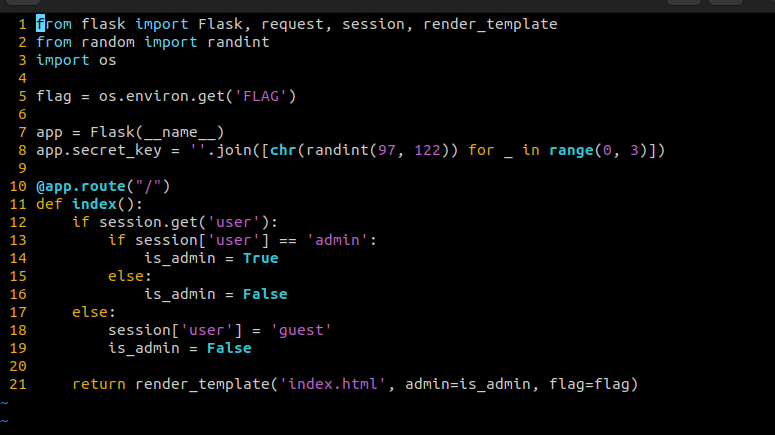 1 from flask import Flask, request, session, render_template
2 from random import randint
3 import os
4
5 flag = os.environ.get('FLAG')
6
7 app = Flask(__name__)
8 app.secret_key = ''.join([chr(randint(97, 122)) for _ in range(0, 3)])
9
10 @app.route("/")
11 def index():
12     if session.get('user'):
13         if session['user'] == 'admin':
14             is_admin = True
15         else:
16             is_admin = False
17     else:
18         session['user'] = 'guest'
19         is_admin = False
20
21     return render_template('index.html', admin=is_admin, flag=flag)
~
~